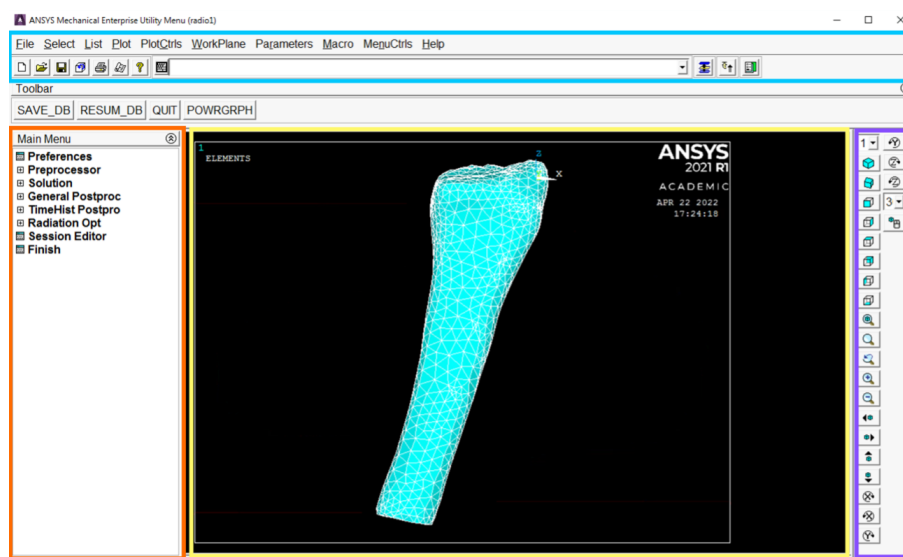 ANSYS Mechanical Enterprise Utility Menu (radio1)
File Select List Plot PlotCtrls WorkPlane Parameters Macro MenuCtrls Help
Toolbar
SAVE_DB RESUM_DB QUIT POWRGRPH
Main Menu
Preferences
Preprocessor
Solution
General Postproc
TimeHist Postpro
Radiation Opt
Session Editor
Finish
1
ELEMENTS
Z
X
ANSYS
2021 R1
ACADEMIC
APR 22 2022
17:24:18
1
3